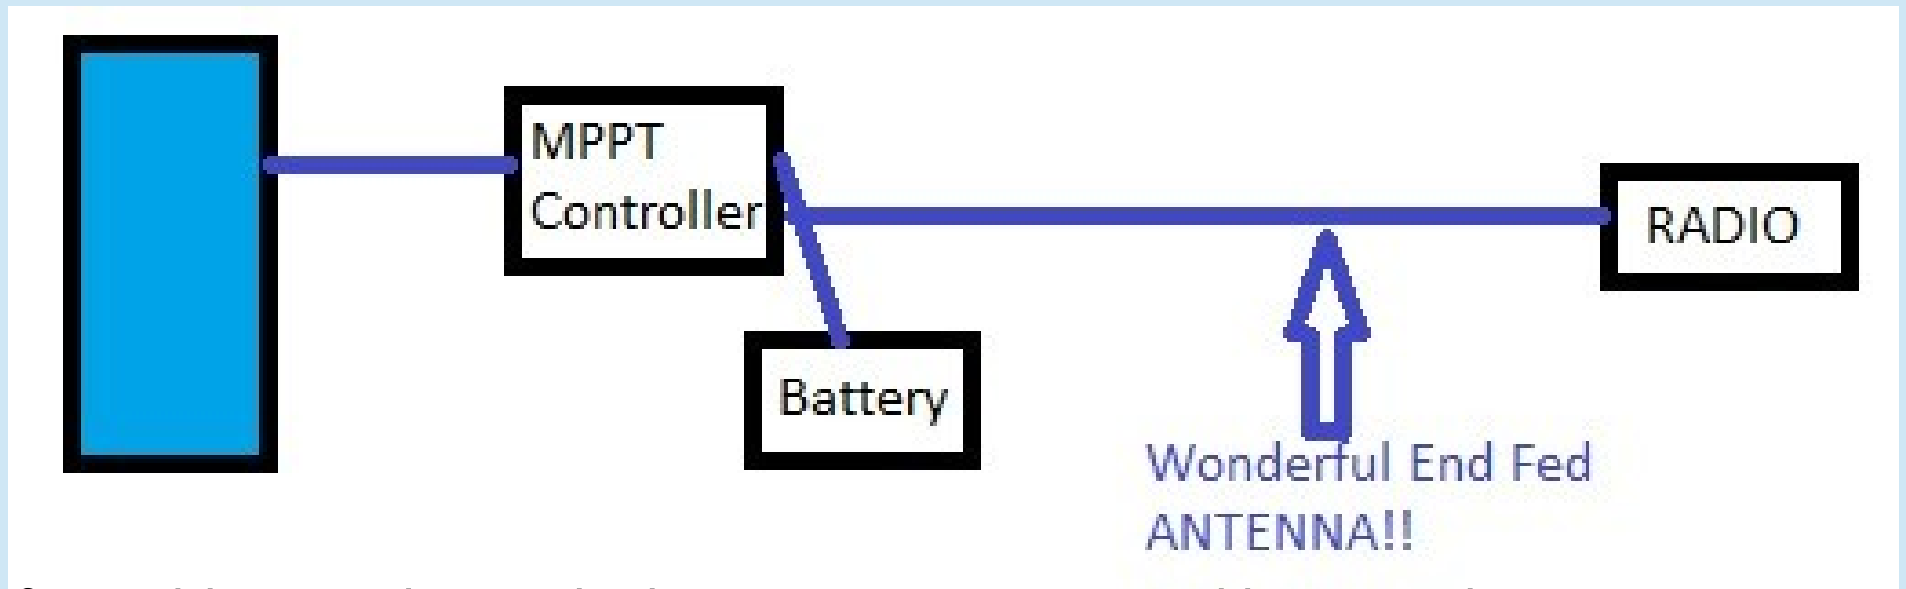 MPPT
Controller
RADIO
Battery
Wonderful End Fed
ANTENNA!!